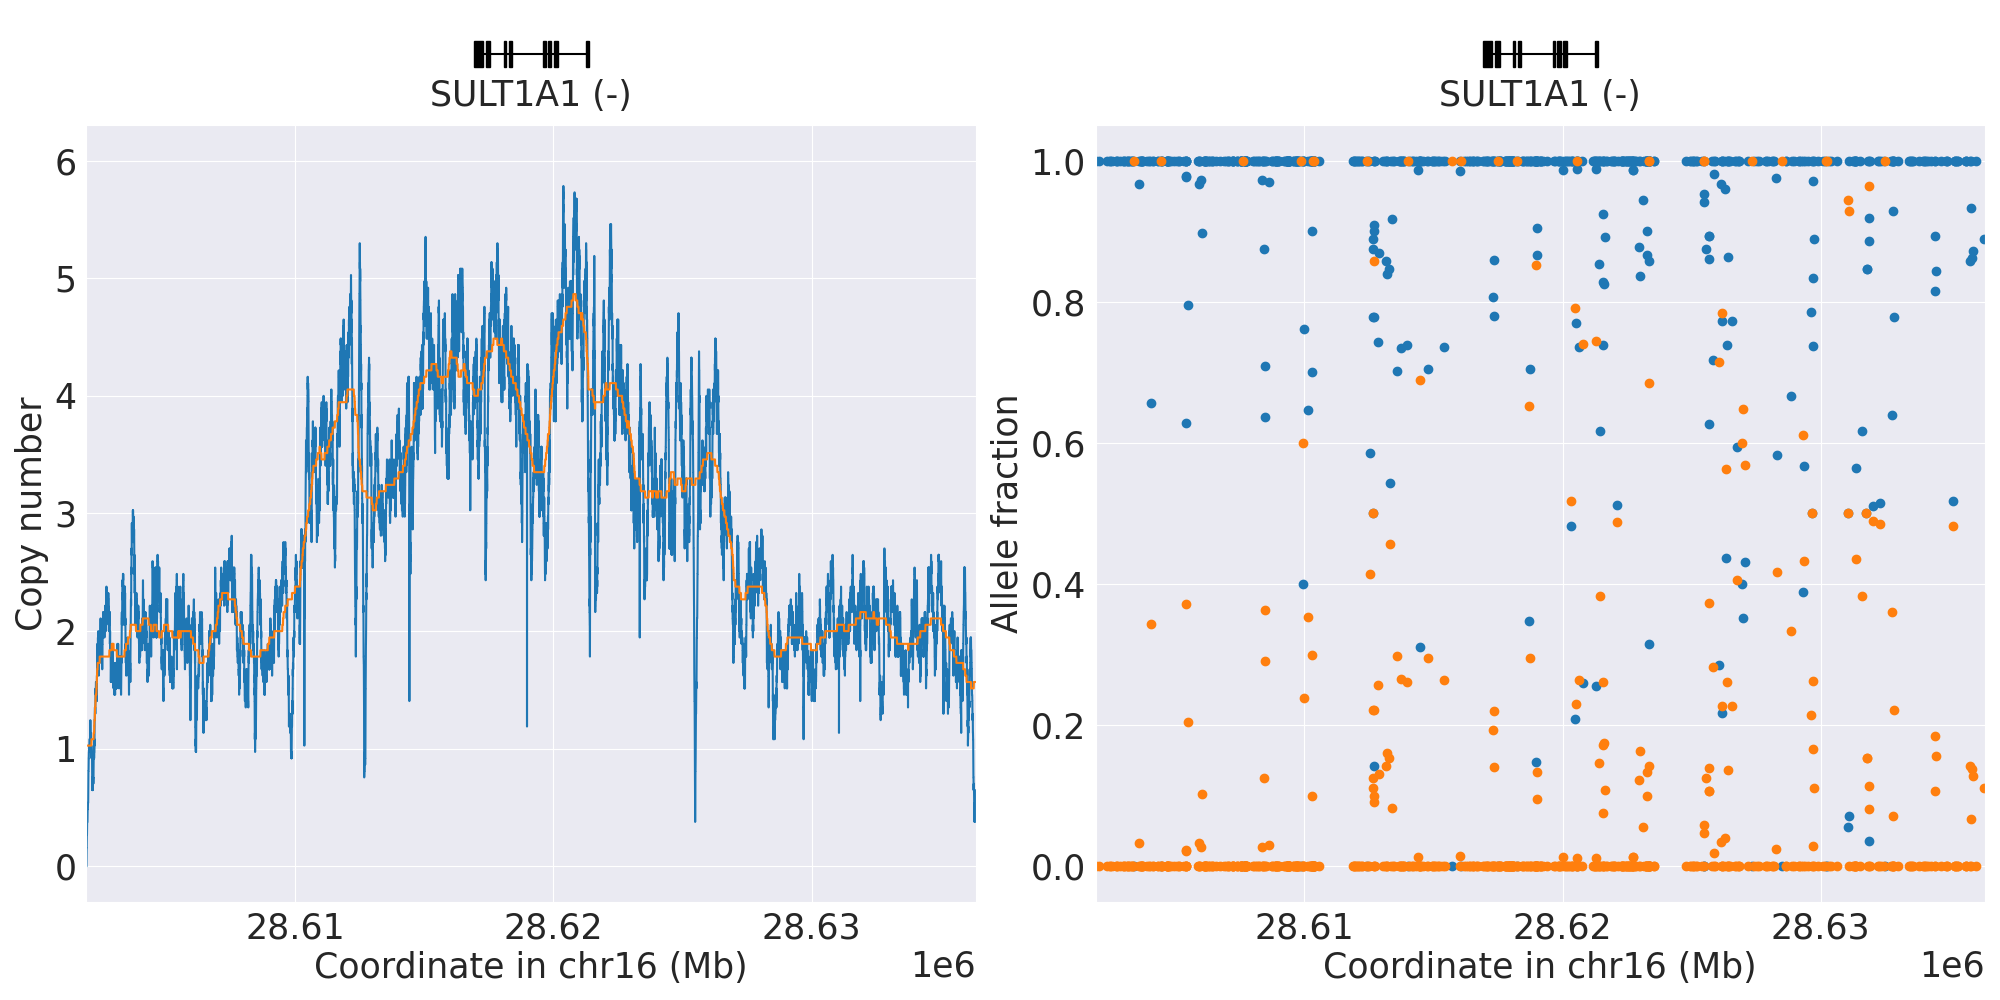 SULT1A1 (-)
Copy number
6
5
4
3
2
1
0
28.61
28.62
28.63
Coordinate in chr16 (Mb)
1e6
SULT1A1 (-)
Allele fraction
1.0
0.8
0.6
0.4
0.2
0.0
28.61
28.62
28.63
Coordinate in chr16 (Mb)
1e6